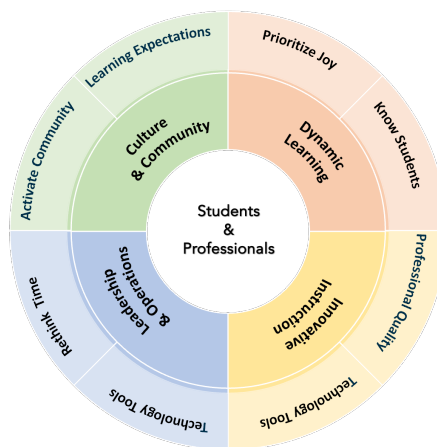 Learning Expectations
Prioritize Joy
Activate Community
Know Students
Culture
& Community
Dynamic
Learning
Students
&
Professionals
Leadership
& Operations
Innovative
Instruction
Rethink Time
Professional Quality
Technology Tools
Technology Tools